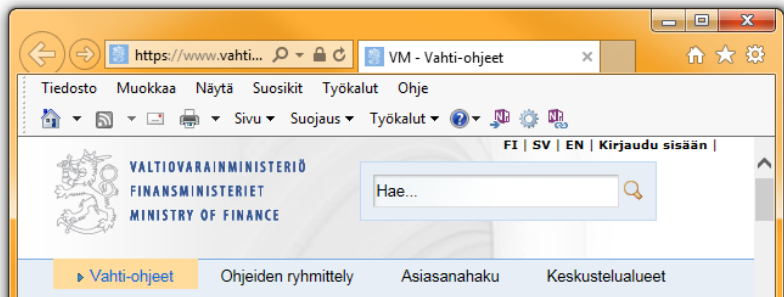 https://www.vahti... VM - Vahti-ohjeet
Tiedosto Muokkaa Näytä Suosikit Työkalut Ohje
Sivu Suojaus Työkalut
FI | SV | EN | Kirjaudu sisään |
VALTIOVARAINMINISTERIÖ
FINANSMINISTERIET
MINISTRY OF FINANCE
Hae...
Vahti-ohjeet Ohjeiden ryhmittely Asiasanahaku Keskustelualueet